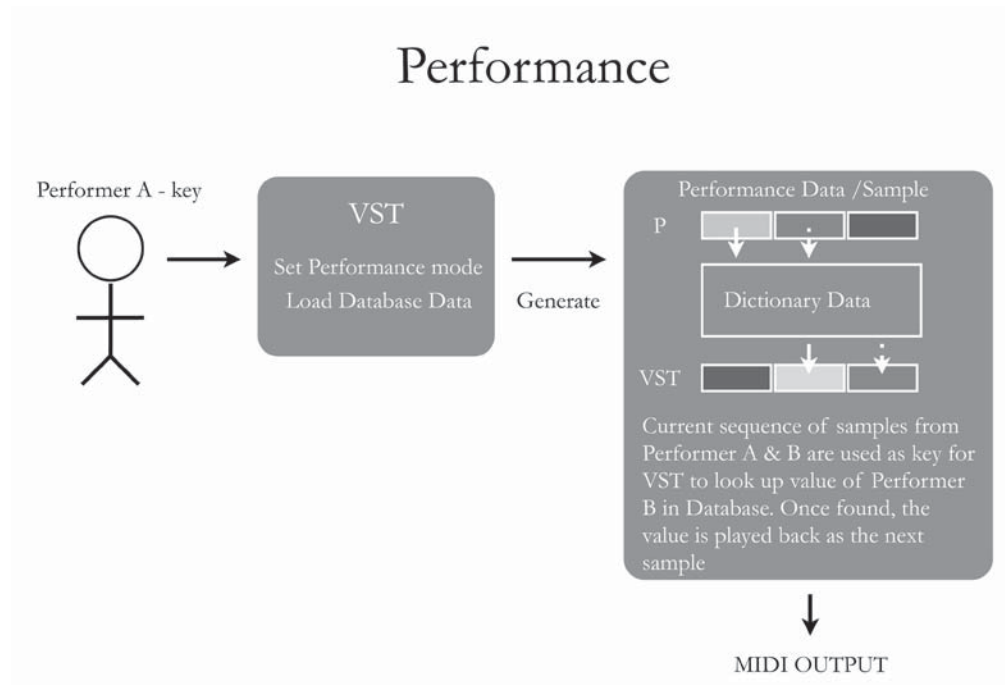 Performance
Performer A - key
VST
Set Performance mode
Load Database Data
Generate
Performance Data /Sample
P
Dictionary Data
VST
Current sequence of samples from
Performer A & B are used as key for
VST to look up value of Performer
B in Database. Once found, the
value is played back as the next
sample
MIDI OUTPUT